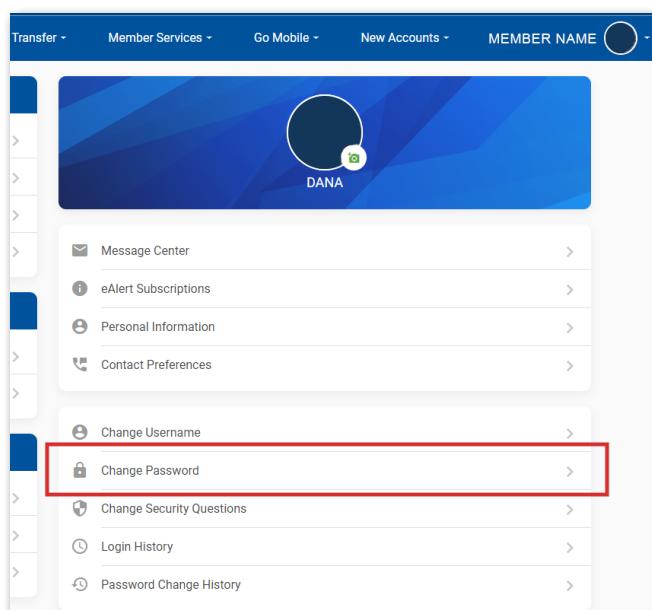 Transfer Member Services Go Mobile New Accounts MEMBER NAME
DANA
Message Center
eAlert Subscriptions
Personal Information
Contact Preferences
Change Username
Change Password
Change Security Questions
Login History
Password Change History